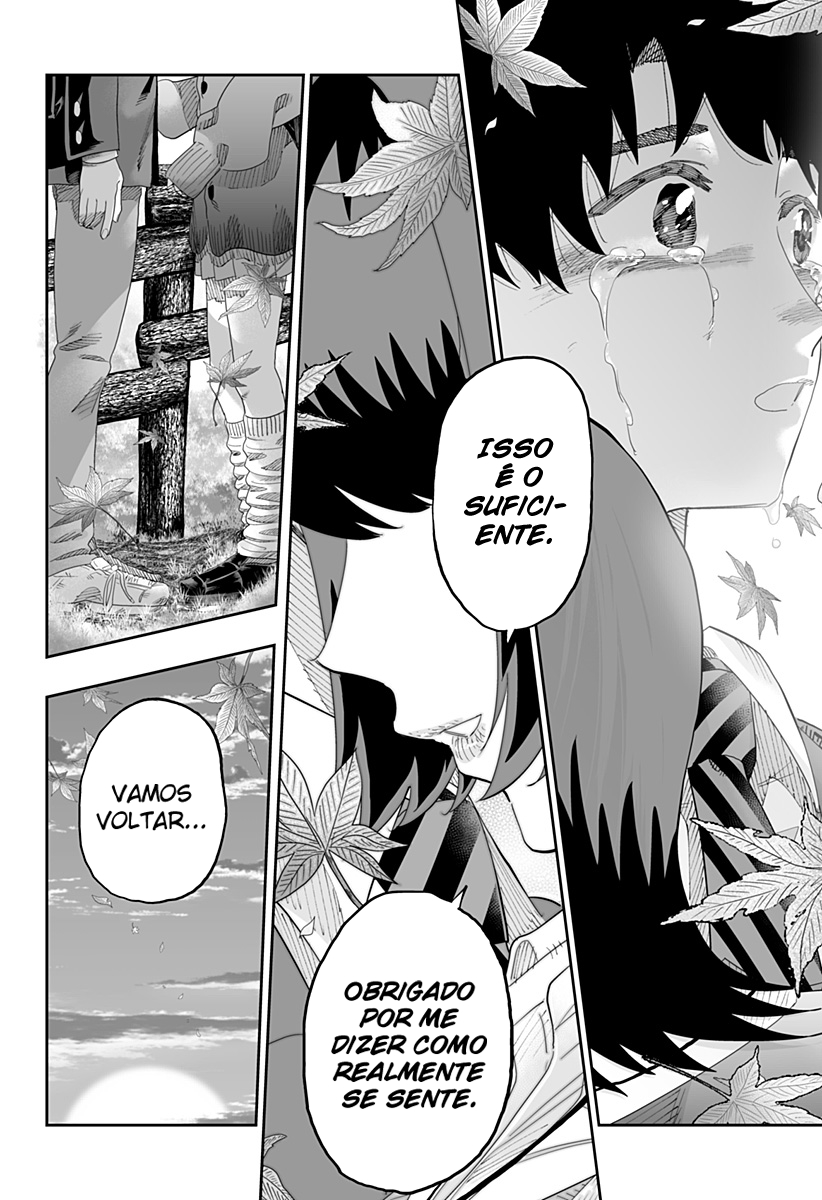 ISSO
É O
SUFICI-
ENTE.
OBRIGADO
POR ME
DIZER COMO
REALMENTE
SE SENTE.
VAMOS
VOLTAR...